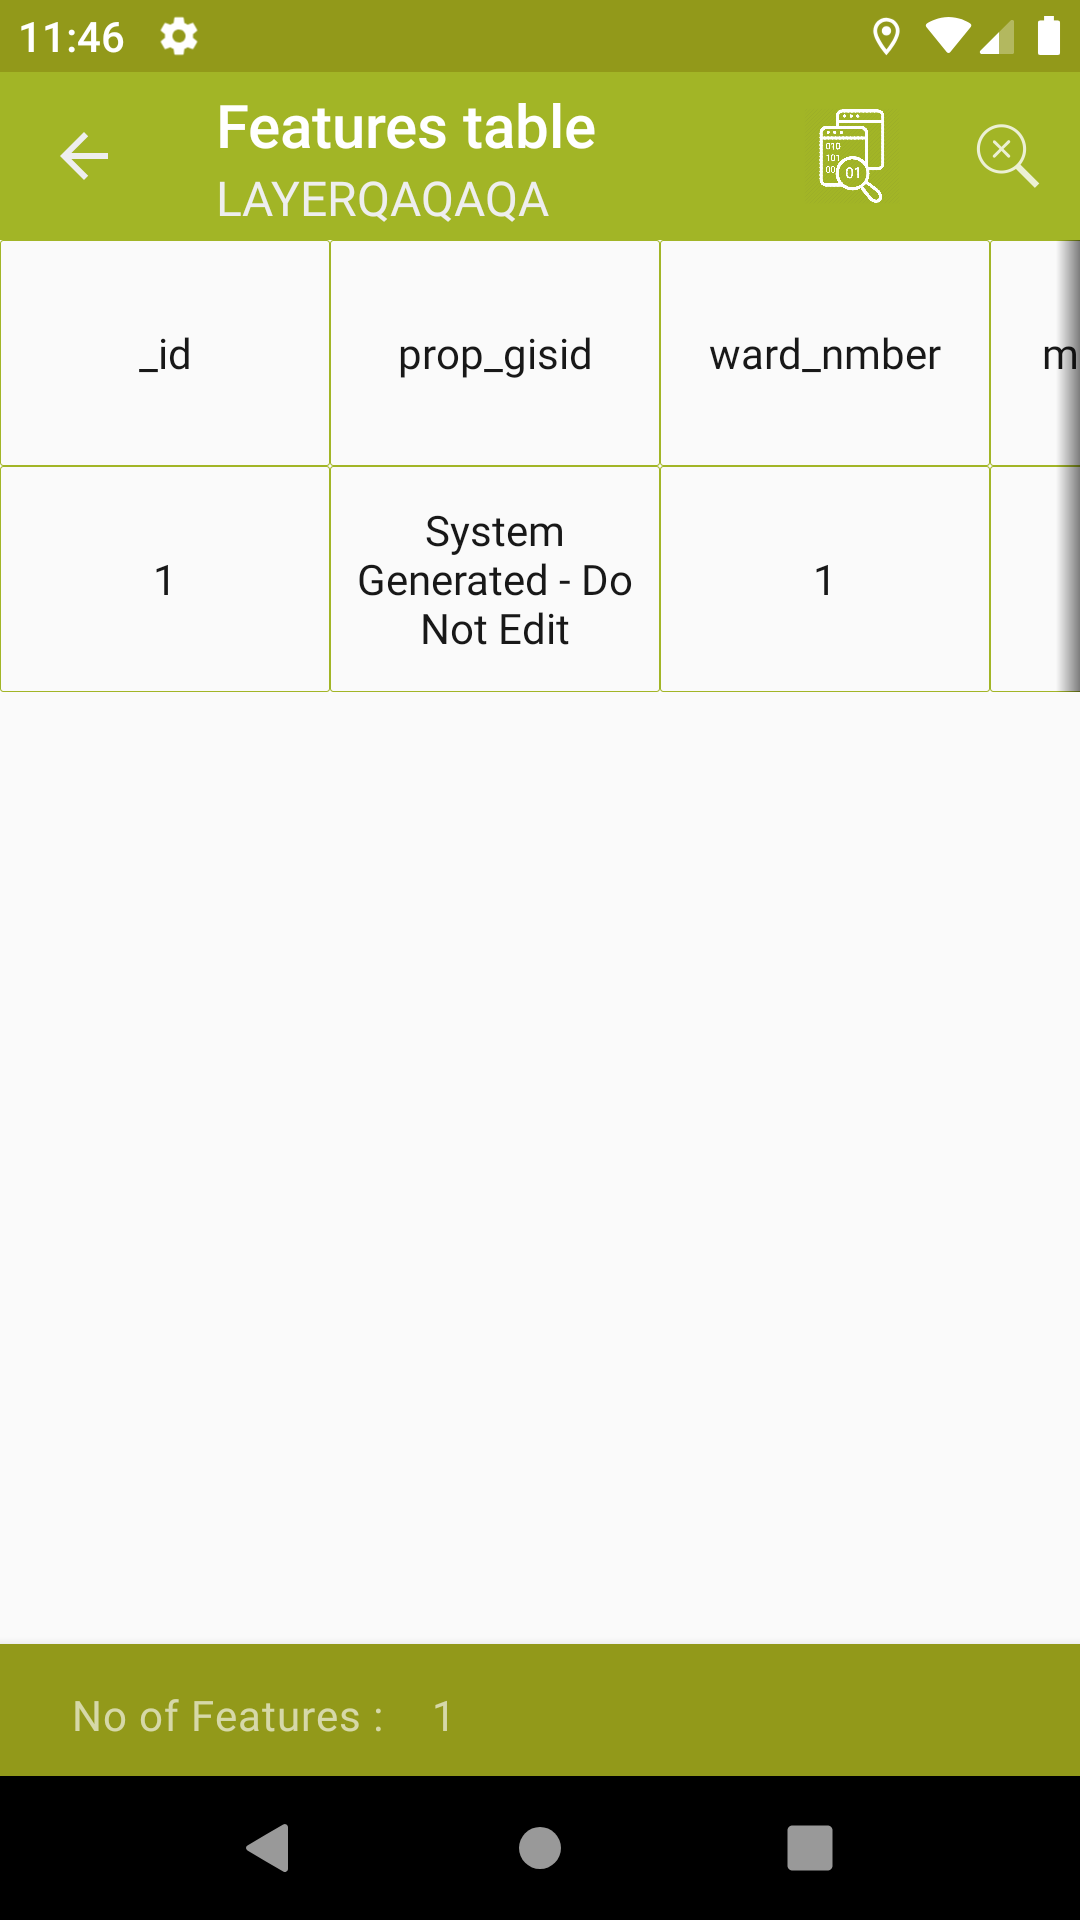 11:46
Features table
LAYERQAQAQA
_id
prop_gisid
ward_nmber
m
1
System
Generated - Do
Not Edit
1
No of Features :
1